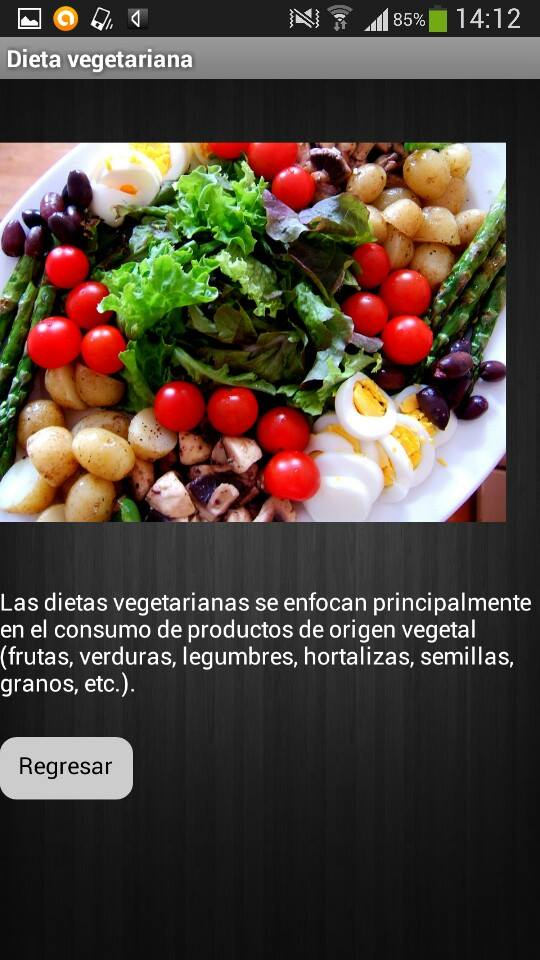 85% 14:12
Dieta vegetariana
Las dietas vegetarianas se enfocan principalmente
en el consumo de productos de origen vegetal
(frutas, verduras, legumbres, hortalizas, semillas,
granos, etc.).
Regresar